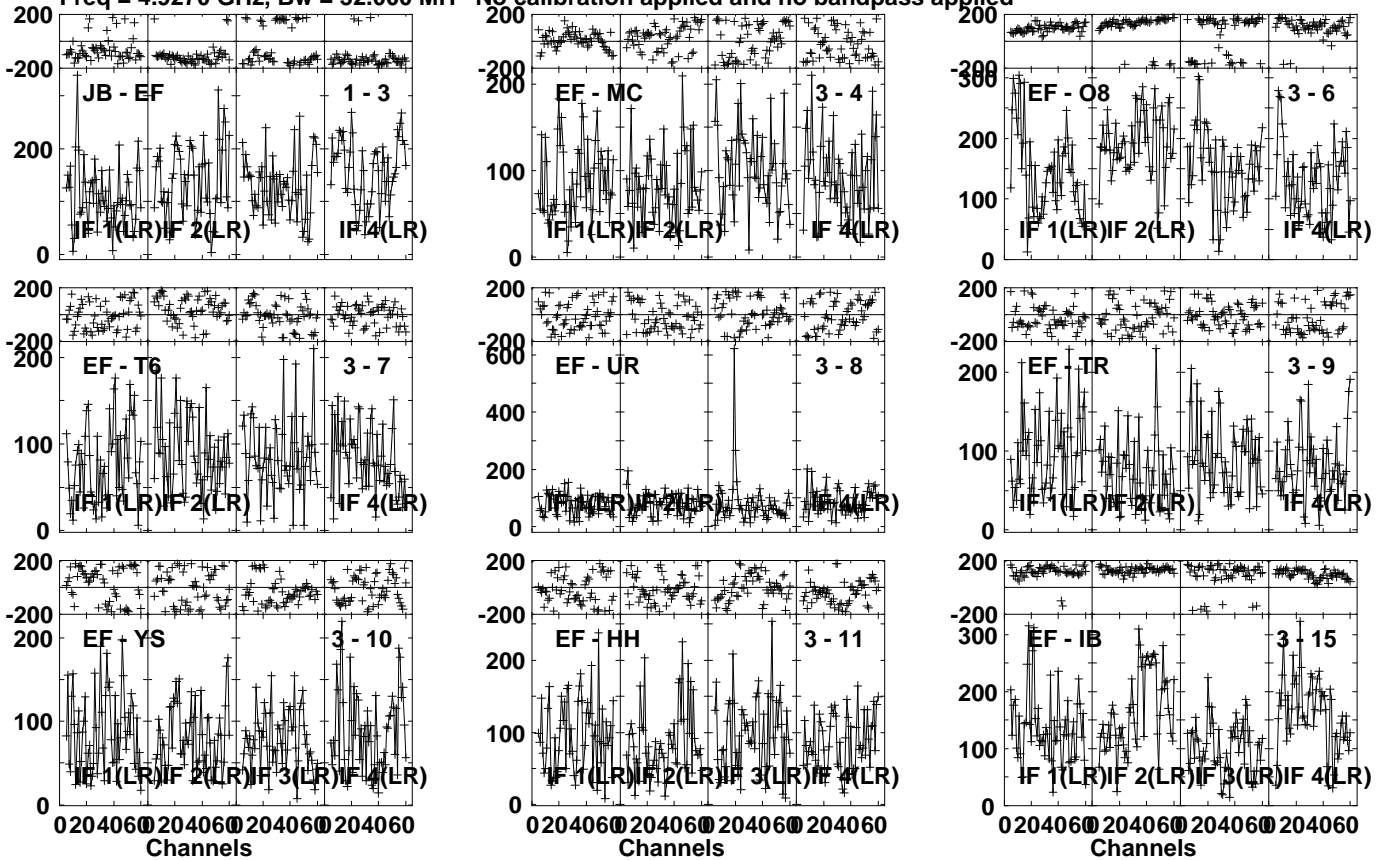 Freq = 4.9270 GHz, Bw = 32.000 MH No calibration applied and no bandpass applied
200 200 200
-200 -200 -200
JB - EF 1 - 3 EF - MC 3 - 4 EF - O8 3 - 6
300
200 200 200
100 100
0 0 0
IF 1(LR) IF 2(LR) IF 4(LR) IF 1(LR) IF 2(LR) IF 4(LR) IF 1(LR) IF 2(LR) IF 4(LR)
200 200 200
-200 -200 -200
EF - T6 3 - 7 EF - UR 3 - 8 EF - TR 3 - 9
200 600 200
100 400 100
200
0 0 0
IF 1(LR) IF 2(LR) IF 4(LR) IF 1(LR) IF 2(LR) IF 4(LR) IF 1(LR) IF 2(LR) IF 4(LR)
200 200 200
-200 -200 -200
EF - YS 3 - 10 EF - HH 3 - 11 EF - IB 3 - 15
200 200 300
100 100 200
100
0 0 0
IF 1(LR) IF 2(LR) IF 3(LR) IF 4(LR) IF 1(LR) IF 2(LR) IF 3(LR) IF 4(LR) IF 1(LR) IF 2(LR) IF 3(LR) IF 4(LR)
0 20 40 60 0 20 40 60 0 20 40 60 0 20 40 60 0 20 40 60 0 20 40 60 0 20 40 60 0 20 40 60 0 20 40 60 0 20 40 60 0 20 40 60 0 20 40 60
Channels Channels Channels